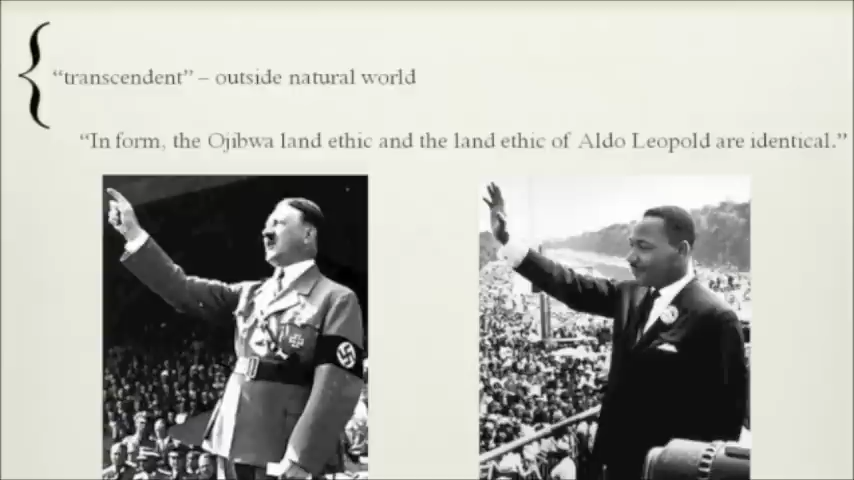 “transcendent” – outside natural world
“In form, the Ojibwa land ethic and the land ethic of Aldo Leopold are identical.”